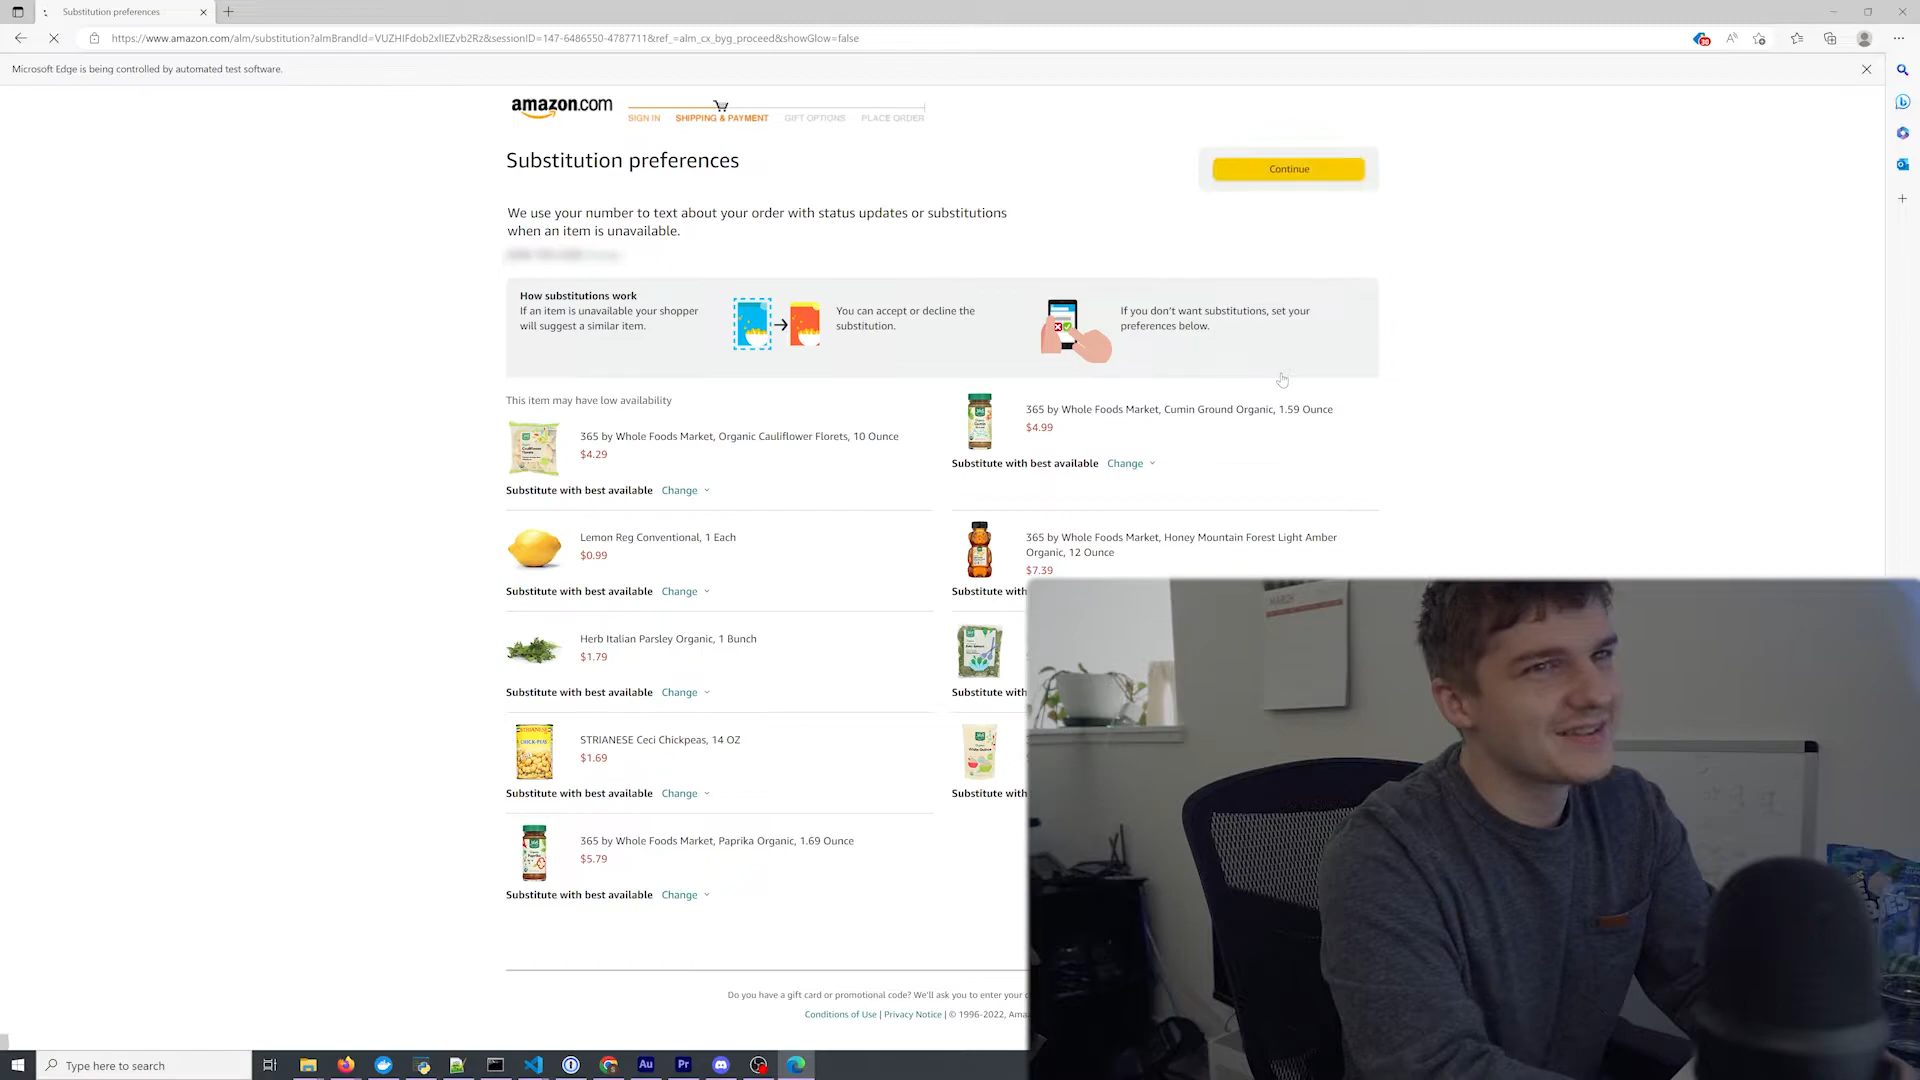 Substitution preferences
https://www.amazon.com/alm/substitution?almBrandId=VUZHIFdob2xlIEZvb2Rz&sessionID=147-6486550-4787711&ref_=alm_cx_byg_proceed&showGlow=false
Microsoft Edge is being controlled by automated test software.
amazon.com
SIGN IN SHIPPING & PAYMENT GIFT OPTIONS PLACE ORDER
Substitution preferences
Continue
We use your number to text about your order with status updates or substitutions
when an item is unavailable.
How substitutions work
If an item is unavailable your shopper
will suggest a similar item.
You can accept or decline the
substitution.
If you don't want substitutions, set your
preferences below.
This item may have low availability
365 by Whole Foods Market, Organic Cauliflower Florets, 10 Ounce
$4.29
Substitute with best available Change
365 by Whole Foods Market, Cumin Ground Organic, 1.59 Ounce
$4.99
Substitute with best available Change
Lemon Reg Conventional, 1 Each
$0.99
Substitute with best available Change
365 by Whole Foods Market, Honey Mountain Forest Light Amber
Organic, 12 Ounce
$7.39
Substitute with
Herb Italian Parsley Organic, 1 Bunch
$1.79
Substitute with best available Change
Substitute with
STRIANESE Ceci Chickpeas, 14 OZ
$1.69
Substitute with best available Change
Substitute with
365 by Whole Foods Market, Paprika Organic, 1.69 Ounce
$5.79
Substitute with best available Change
Do you have a gift card or promotional code? We'll ask you to enter your
Conditions of Use | Privacy Notice | © 1996-2022, Ama
MARCH
Type here to search
Au
Pr